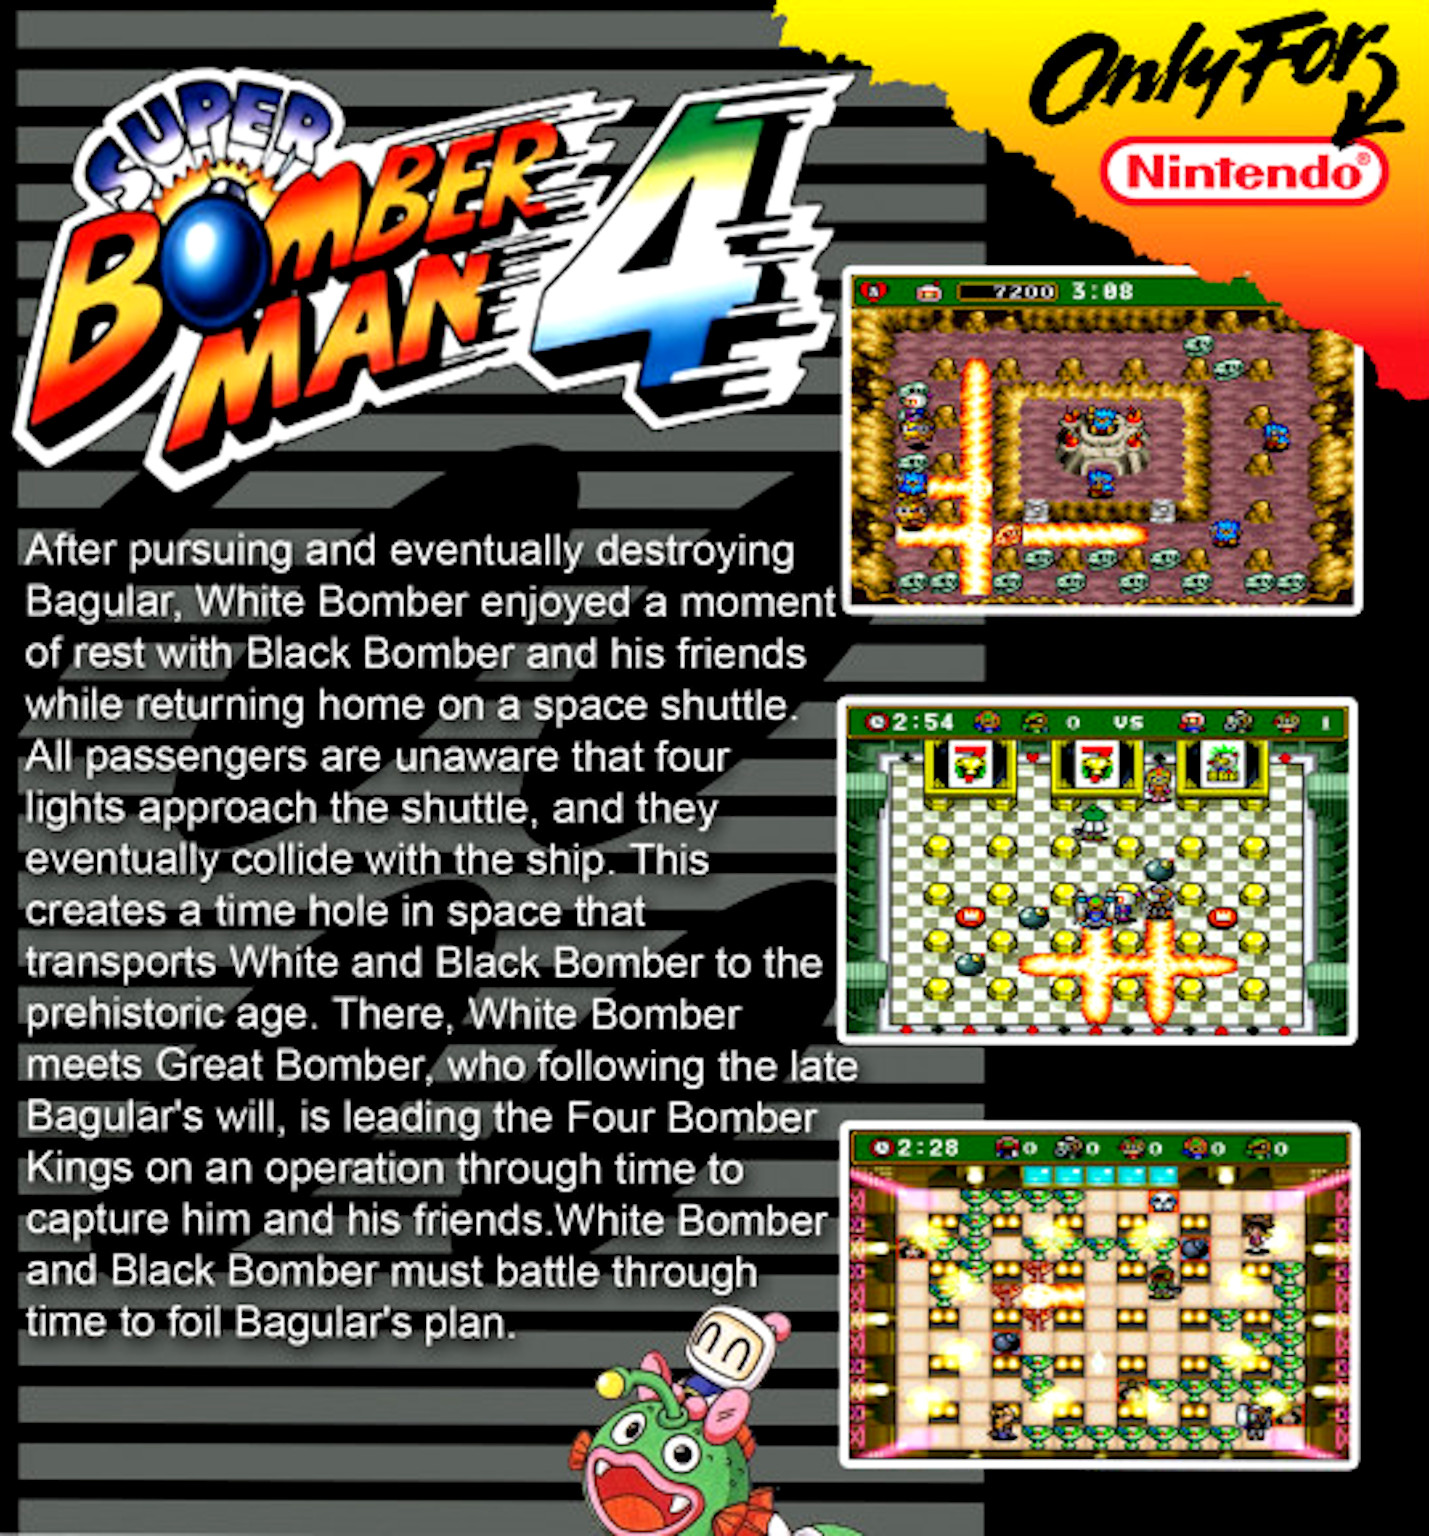 SUPER
BOMBER
MAN 4
Only For
Nintendo®
7200 3:08
After pursuing and eventually destroying
Bagular, White Bomber enjoyed a moment
of rest with Black Bomber and his friends
while returning home on a space shuttle.
All passengers are unaware that four
lights approach the shuttle, and they
eventually collide with the ship. This
creates a time hole in space that
transports White and Black Bomber to the
prehistoric age. There, White Bomber
meets Great Bomber, who following the late
Bagular's will, is leading the Four Bomber
Kings on an operation through time to
capture him and his friends.White Bomber
and Black Bomber must battle through
time to foil Bagular's plan.
2:54 0 VS 1
2:28 0 0 0 0 0